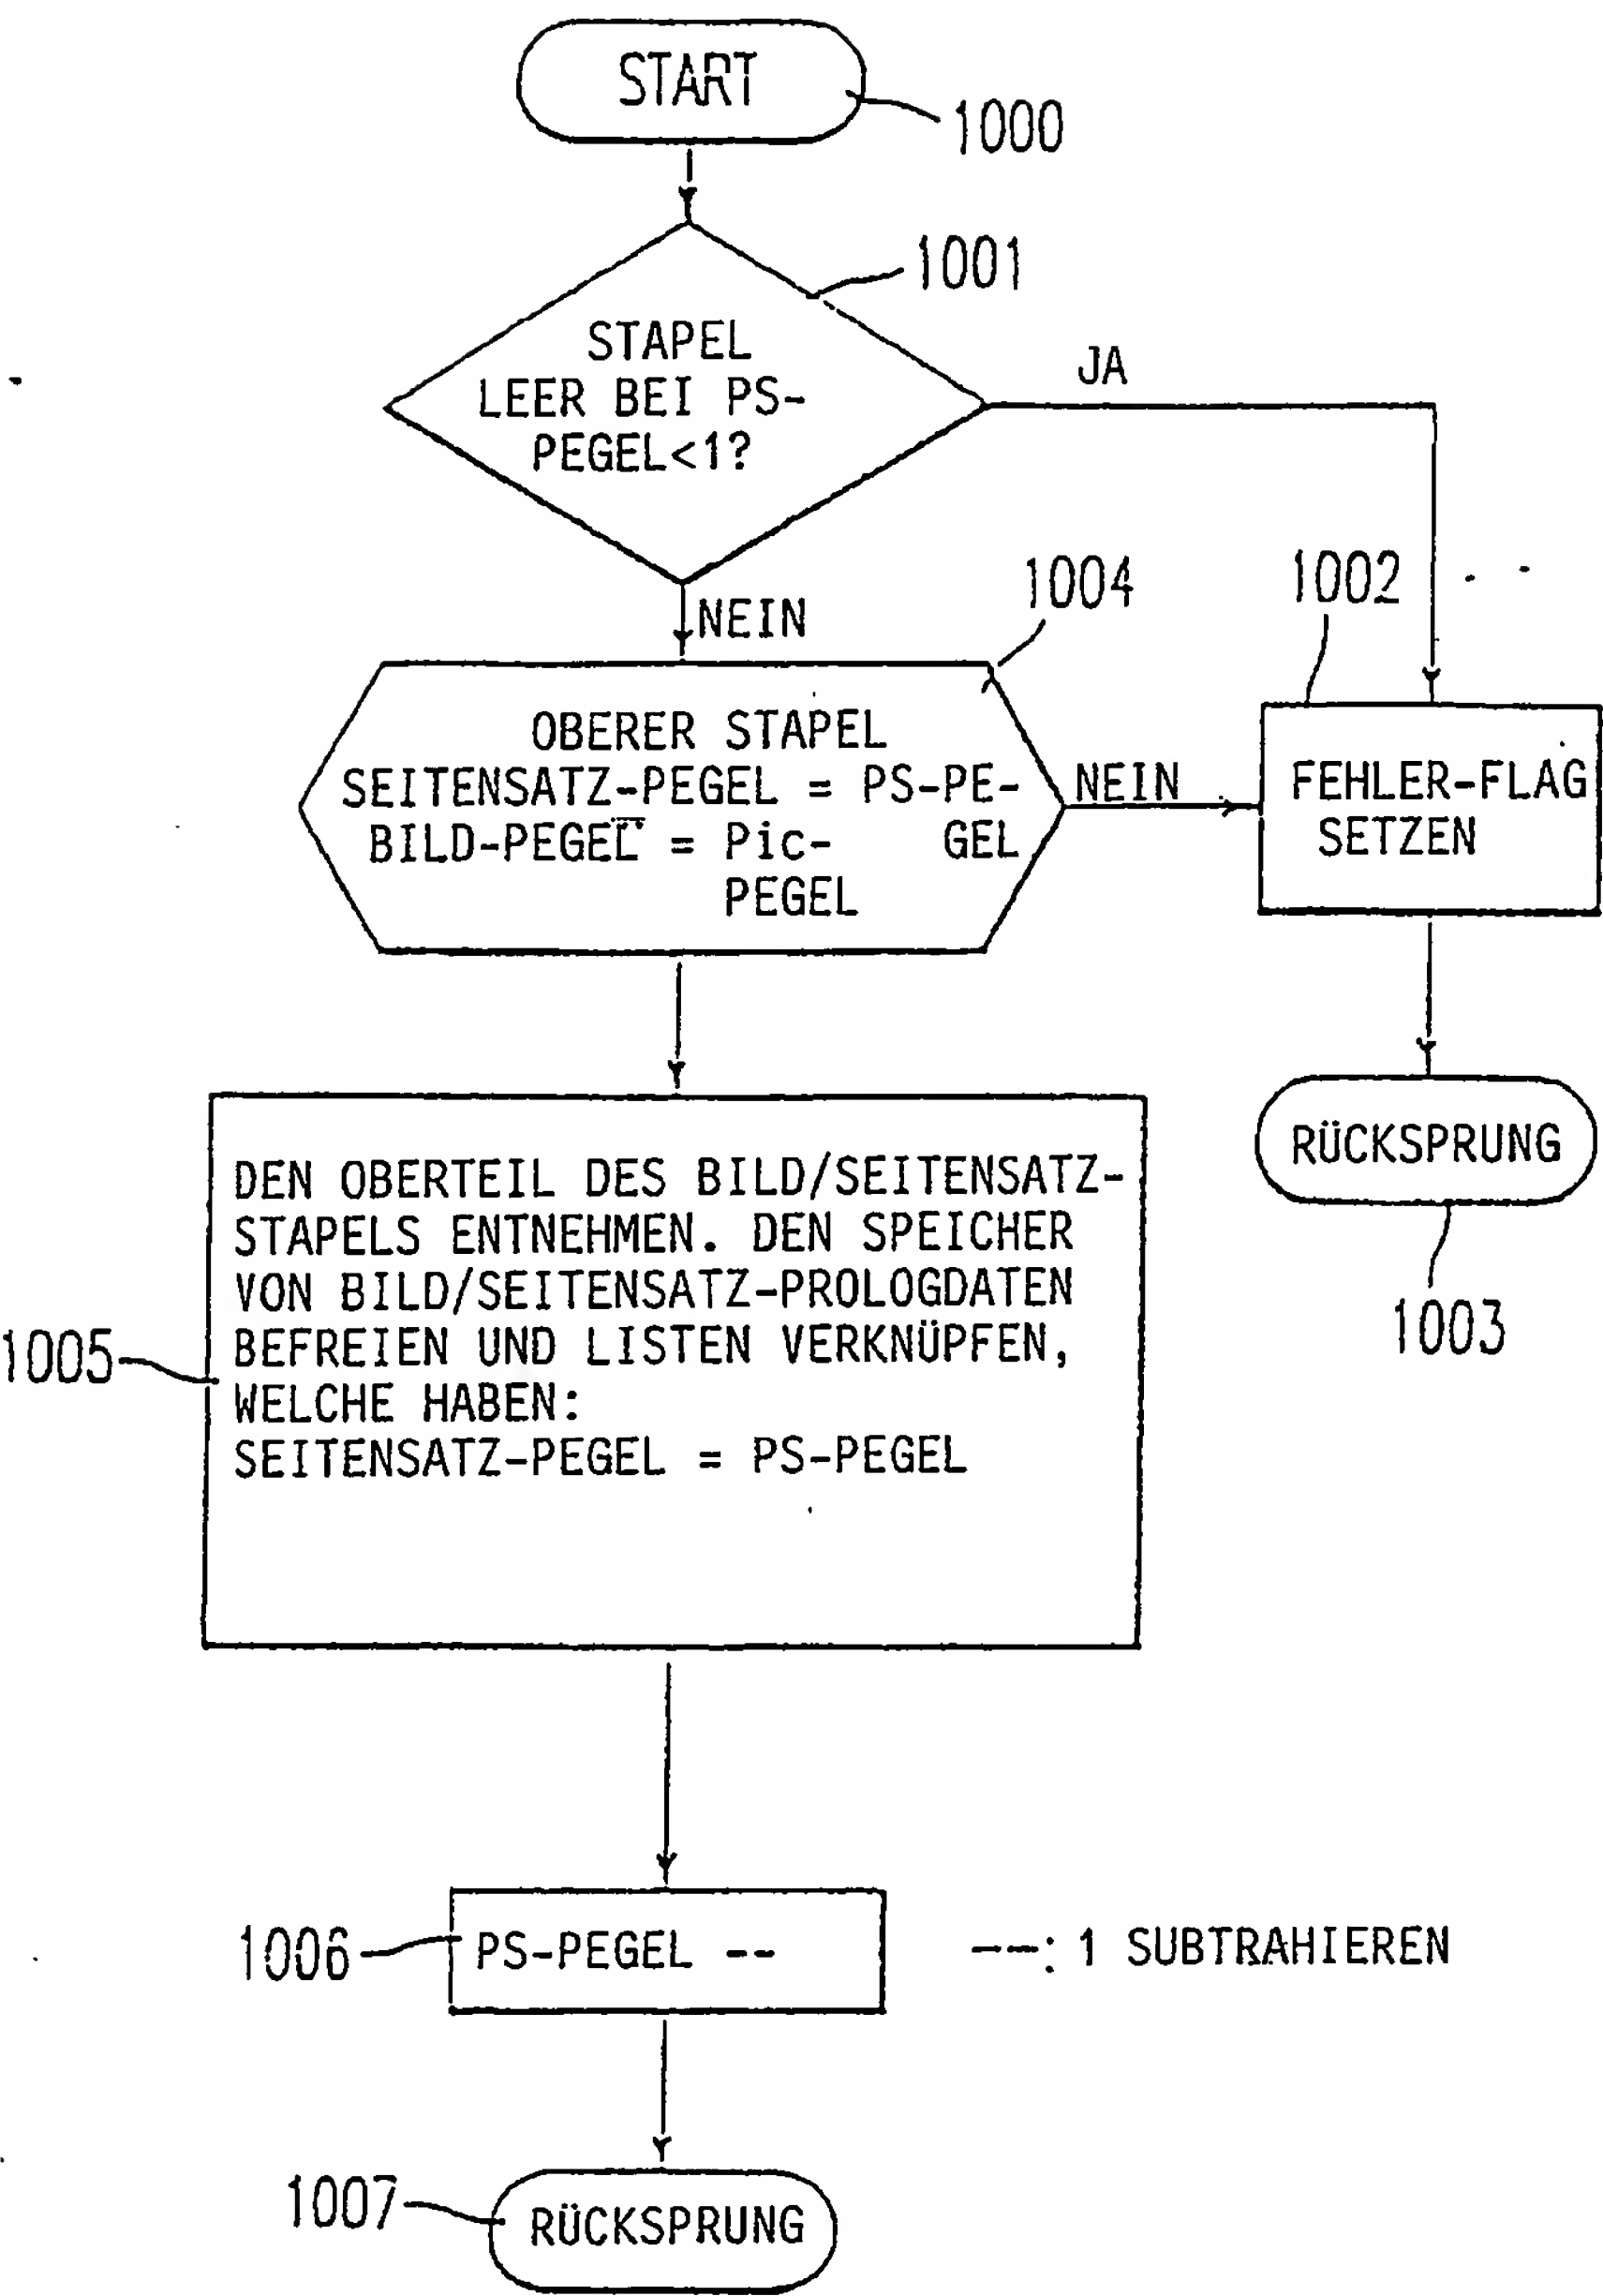 START
1000
1001
STAPEL
LEER BEI PS-
PEGEL<1?
JA
NEIN
1004
1002
OBERER STAPEL
SEITENSATZ-PEGEL = PS-PE-
BILD-PEGEL = Pic- GEL
PEGEL
NEIN
FEHLER-FLAG
SETZEN
RÜCKSPRUNG
1003
DEN OBERTEIL DES BILD/SEITENSATZ-
STAPELS ENTNEHMEN. DEN SPEICHER
VON BILD/SEITENSATZ-PROLOGDATEN
BEFREIEN UND LISTEN VERKNÜPFEN,
WELCHE HABEN:
SEITENSATZ-PEGEL = PS-PEGEL
1005
1006
PS-PEGEL --
--: 1 SUBTRAHIEREN
1007
RÜCKSPRUNG